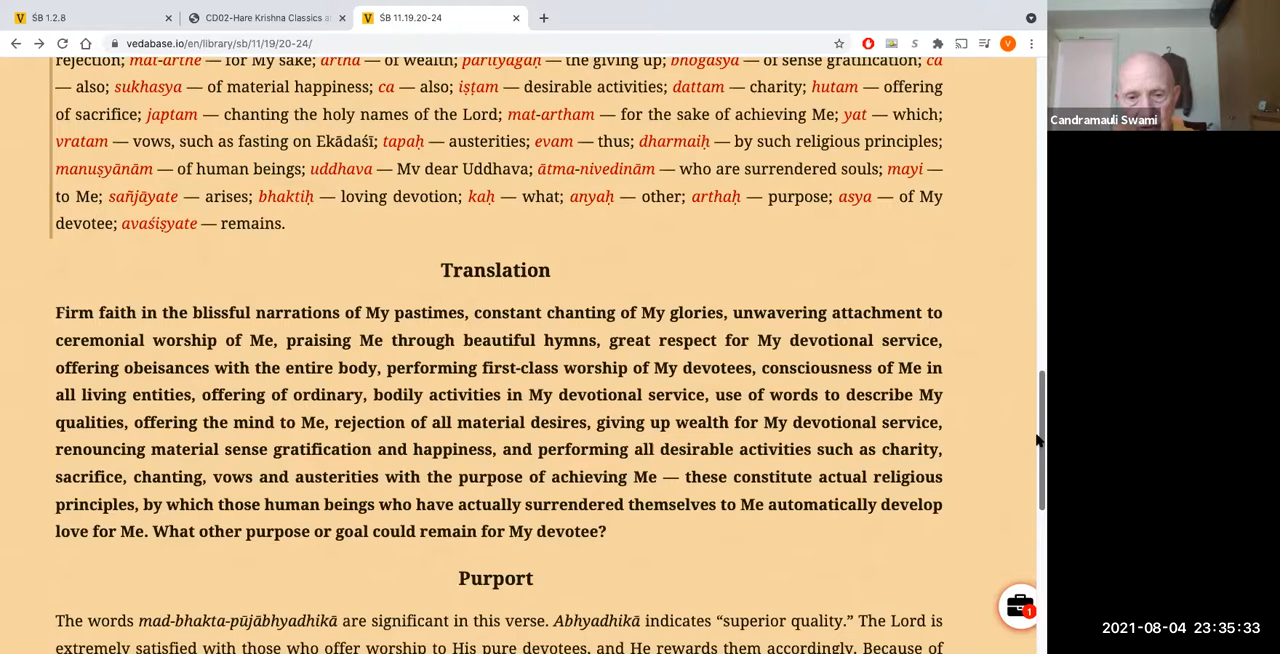 ŚB 1.2.8
CD02-Hare Krishna Classics a
ŚB 11.19.20-24
vedabase.io/en/library/sb/11/19/20-24/
V
rejection; mat-arthe — for My sake; artha — of wealth; parityāgaḥ — the giving up; bhogasya — of sense gratification; ca
— also; sukhasya — of material happiness; ca — also; iṣṭam — desirable activities; dattam — charity; hutam — offering
of sacrifice; japtam — chanting the holy names of the Lord; mat-artham — for the sake of achieving Me; yat — which;
vratam — vows, such as fasting on Ekādaśī; tapaḥ — austerities; evam — thus; dharmaiḥ — by such religious principles;
manuṣyānām — of human beings; uddhava — Mv dear Uddhava; ātma-nivedinām — who are surrendered souls; mayi —
to Me; sañjāyate — arises; bhaktiḥ — loving devotion; kaḥ — what; anyaḥ — other; arthaḥ — purpose; asya — of My
devotee; avaśiṣyate — remains.
Translation
Firm faith in the blissful narrations of My pastimes, constant chanting of My glories, unwavering attachment to
ceremonial worship of Me, praising Me through beautiful hymns, great respect for My devotional service,
offering obeisances with the entire body, performing first-class worship of My devotees, consciousness of Me in
all living entities, offering of ordinary, bodily activities in My devotional service, use of words to describe My
qualities, offering the mind to Me, rejection of all material desires, giving up wealth for My devotional service,
renouncing material sense gratification and happiness, and performing all desirable activities such as charity,
sacrifice, chanting, vows and austerities with the purpose of achieving Me — these constitute actual religious
principles, by which those human beings who have actually surrendered themselves to Me automatically develop
love for Me. What other purpose or goal could remain for My devotee?
Purport
The words mad-bhakta-pūjābhyadhikā are significant in this verse. Abhyadhikā indicates “superior quality.” The Lord is
extremely satisfied with those who offer worship to His pure devotees, and He rewards them accordingly. Because of
1
Candramauli Swami
2021-08-04 23:35:33